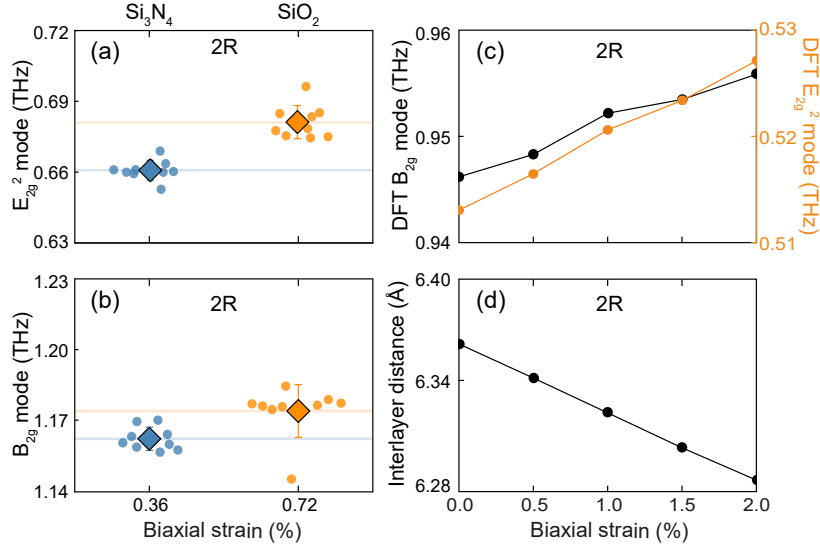 Si₃N₄
SiO₂
(a)
2R
0.72
0.69
0.66
0.63
E₂g² mode (THz)
(c)
2R
0.96
0.95
0.94
DFT B₂g mode (THz)
0.53
0.52
0.51
DFT E₂g² mode (THz)
(b)
2R
1.23
1.20
1.17
1.14
B₂g mode (THz)
0.36
0.72
Biaxial strain (%)
(d)
2R
6.40
6.34
6.28
Interlayer distance (Å)
0.0
0.5
1.0
1.5
2.0
Biaxial strain (%)